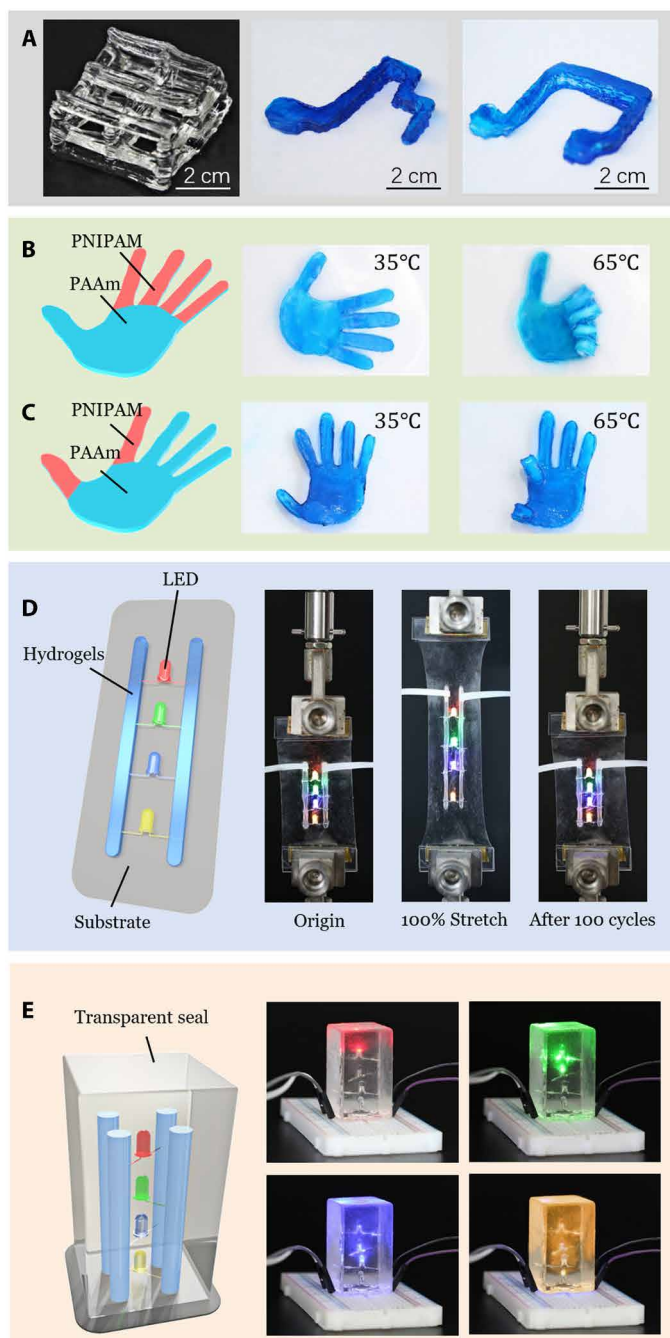 A
2 cm
2 cm
2 cm
B
PNIPAM
PAAm
35°C
65°C
C
PNIPAM
PAAm
35°C
65°C
D
LED
Hydrogels
Substrate
Origin
100% Stretch
After 100 cycles
E
Transparent seal